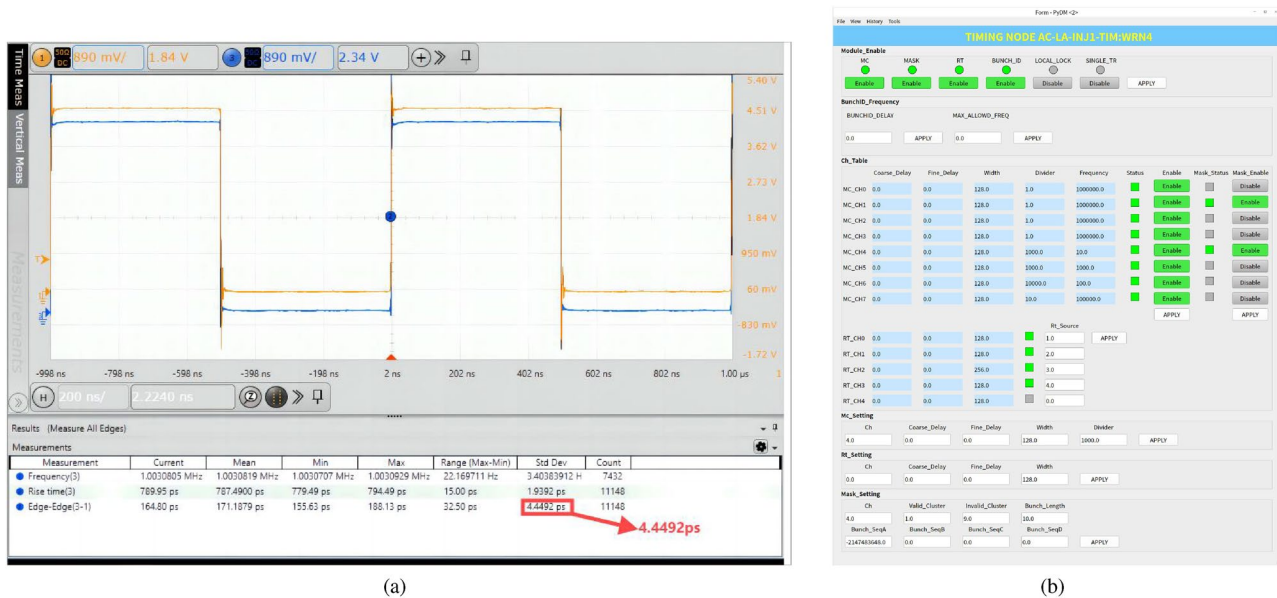 Time Meas
Vertical Meas
Measurements
1 50Ω DC 890 mV/ 1.84 V 3 50Ω DC 890 mV/ 2.34 V
5.40 V
4.51 V
3.62 V
2.73 V
1.84 V
950 mV
60 mV
-830 mV
-1.72 V
T
-998 ns -798 ns -598 ns -398 ns -198 ns 2 ns 202 ns 402 ns 602 ns 802 ns 1.00 µs 1
H 200 ns/ 2.2240 ns
Results (Measure All Edges)
Measurements
Measurement Current Mean Min Max Range (Max-Min) Std Dev Count
Frequency(3) 1.0030805 MHz 1.0030819 MHz 1.0030707 MHz 1.0030929 MHz 22.169711 Hz 3.40383912 H 7432
Rise time(3) 789.95 ps 787.4900 ps 779.49 ps 794.49 ps 15.00 ps 1.9392 ps 11148
Edge-Edge(3-1) 164.80 ps 171.1879 ps 155.63 ps 188.13 ps 32.50 ps 4.4492 ps 11148
4.4492ps
(a)
Form - PyDM <2>
File View History Tools
TIMING NODE AC-LA-INJ1-TIM:WRN4
Module_Enable
MC MASK RT BUNCH_ID LOCAL_LOCK SINGLE_TR
Enable Enable Enable Enable Disable Disable APPLY
BunchID_Frequency
BUNCHID_DELAY MAX_ALLOWD_FREQ
0.0 APPLY 0.0 APPLY
Ch_Table
Coarse_Delay Fine_Delay Width Divider Frequency Status Enable Mask_Status Mask_Enable
MC_CH0 0.0 0.0 128.0 1.0 1000000.0 Enable Disable
MC_CH1 0.0 0.0 128.0 1.0 1000000.0 Enable Enable
MC_CH2 0.0 0.0 128.0 1.0 1000000.0 Enable Disable
MC_CH3 0.0 0.0 128.0 1.0 1000000.0 Enable Disable
MC_CH4 0.0 0.0 128.0 1000.0 10.0 Enable Enable
MC_CH5 0.0 0.0 128.0 1000.0 1000.0 Enable Disable
MC_CH6 0.0 0.0 128.0 10000.0 100.0 Enable Disable
MC_CH7 0.0 0.0 128.0 10.0 100000.0 Enable Disable
APPLY APPLY
Rt_Source
RT_CH0 0.0 0.0 128.0 1.0 APPLY
RT_CH1 0.0 0.0 128.0 2.0
RT_CH2 0.0 0.0 256.0 3.0
RT_CH3 0.0 0.0 128.0 4.0
RT_CH4 0.0 0.0 128.0 0.0
Mc_Setting
Ch Coarse_Delay Fine_Delay Width Divider
4.0 0.0 0.0 128.0 1000.0 APPLY
Rt_Setting
Ch Coarse_Delay Fine_Delay Width
0.0 0.0 0.0 128.0 APPLY
Mask_Setting
Ch Valid_Cluster Invalid_Cluster Bunch_Length
4.0 1.0 9.0 10.0
Bunch_SeqA Bunch_SeqB Bunch_SeqC Bunch_SeqD
-2147483648.0 0.0 0.0 0.0 APPLY
(b)